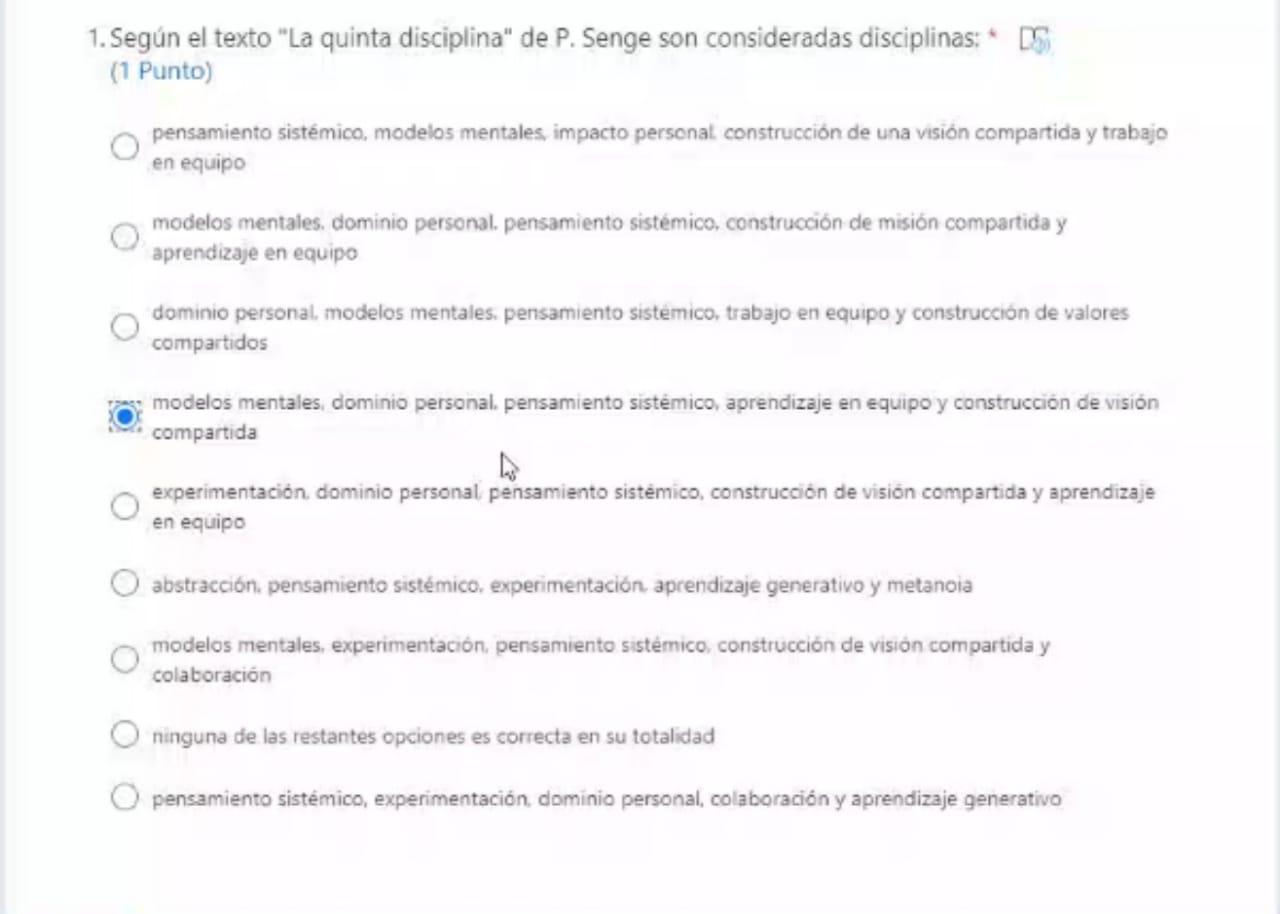 1. Según el texto "La quinta disciplina" de P. Senge son consideradas disciplinas: *
(1 Punto)
pensamiento sistémico, modelos mentales, impacto personal, construcción de una visión compartida y trabajo
en equipo
modelos mentales, dominio personal, pensamiento sistémico, construcción de misión compartida y
aprendizaje en equipo
dominio personal, modelos mentales, pensamiento sistémico, trabajo en equipo y construcción de valores
compartidos
modelos mentales, dominio personal, pensamiento sistémico, aprendizaje en equipo y construcción de visión
compartida
experimentación, dominio personal, pensamiento sistémico, construcción de visión compartida y aprendizaje
en equipo
abstracción, pensamiento sistémico, experimentación, aprendizaje generativo y metanoia
modelos mentales, experimentación, pensamiento sistémico, construcción de visión compartida y
colaboración
ninguna de las restantes opciones es correcta en su totalidad
pensamiento sistémico, experimentación, dominio personal, colaboración y aprendizaje generativo